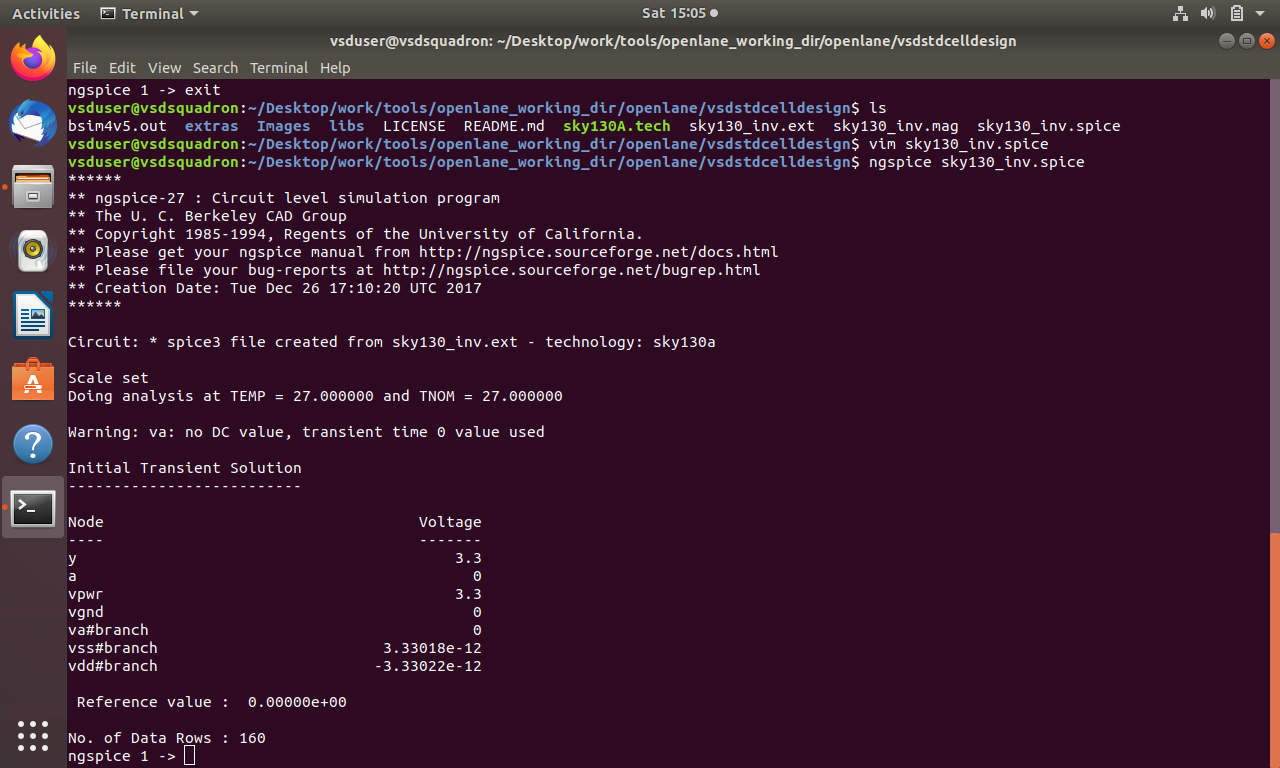 Activities Terminal Sat 15:05
vsduser@vsdsquadron: ~/Desktop/work/tools/openlane_working_dir/openlane/vsdstdcelldesign
File Edit View Search Terminal Help
ngspice 1 -> exit
vsduser@vsdsquadron:~/Desktop/work/tools/openlane_working_dir/openlane/vsdstdcelldesign$ ls
bsim4v5.out extras Images libs LICENSE README.md sky130A.tech sky130_inv.ext sky130_inv.mag sky130_inv.spice
vsduser@vsdsquadron:~/Desktop/work/tools/openlane_working_dir/openlane/vsdstdcelldesign$ vim sky130_inv.spice
vsduser@vsdsquadron:~/Desktop/work/tools/openlane_working_dir/openlane/vsdstdcelldesign$ ngspice sky130_inv.spice
******
** ngspice-27 : Circuit level simulation program
** The U. C. Berkeley CAD Group
** Copyright 1985-1994, Regents of the University of California.
** Please get your ngspice manual from http://ngspice.sourceforge.net/docs.html
** Please file your bug-reports at http://ngspice.sourceforge.net/bugrep.html
** Creation Date: Tue Dec 26 17:10:20 UTC 2017
******
Circuit: * spice3 file created from sky130_inv.ext - technology: sky130a
Scale set
Doing analysis at TEMP = 27.000000 and TNOM = 27.000000
Warning: va: no DC value, transient time 0 value used
Initial Transient Solution
--------------------------
Node Voltage
---- -------
y 3.3
a 0
vpwr 3.3
vgnd 0
va#branch 0
vss#branch 3.33018e-12
vdd#branch -3.33022e-12
Reference value : 0.00000e+00
No. of Data Rows : 160
ngspice 1 ->